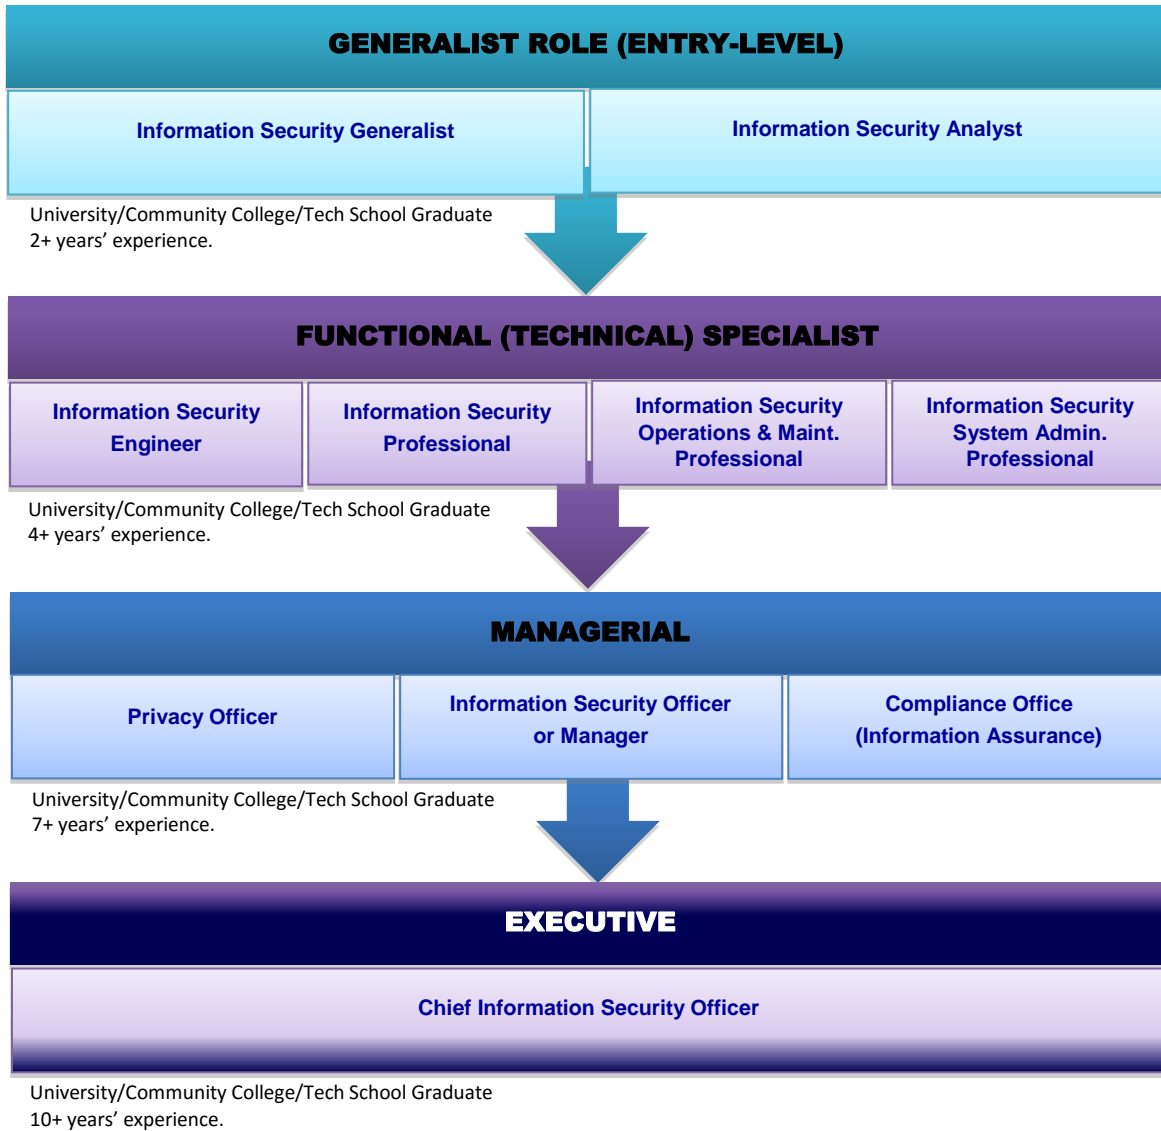 GENERALIST ROLE (ENTRY-LEVEL)
Information Security Generalist
Information Security Analyst
University/Community College/Tech School Graduate
2+ years’ experience.
FUNCTIONAL (TECHNICAL) SPECIALIST
Information Security
Engineer
Information Security
Professional
Information Security
Operations & Maint.
Professional
Information Security
System Admin.
Professional
University/Community College/Tech School Graduate
4+ years’ experience.
MANAGERIAL
Privacy Officer
Information Security Officer
or Manager
Compliance Office
(Information Assurance)
University/Community College/Tech School Graduate
7+ years’ experience.
EXECUTIVE
Chief Information Security Officer
University/Community College/Tech School Graduate
10+ years’ experience.